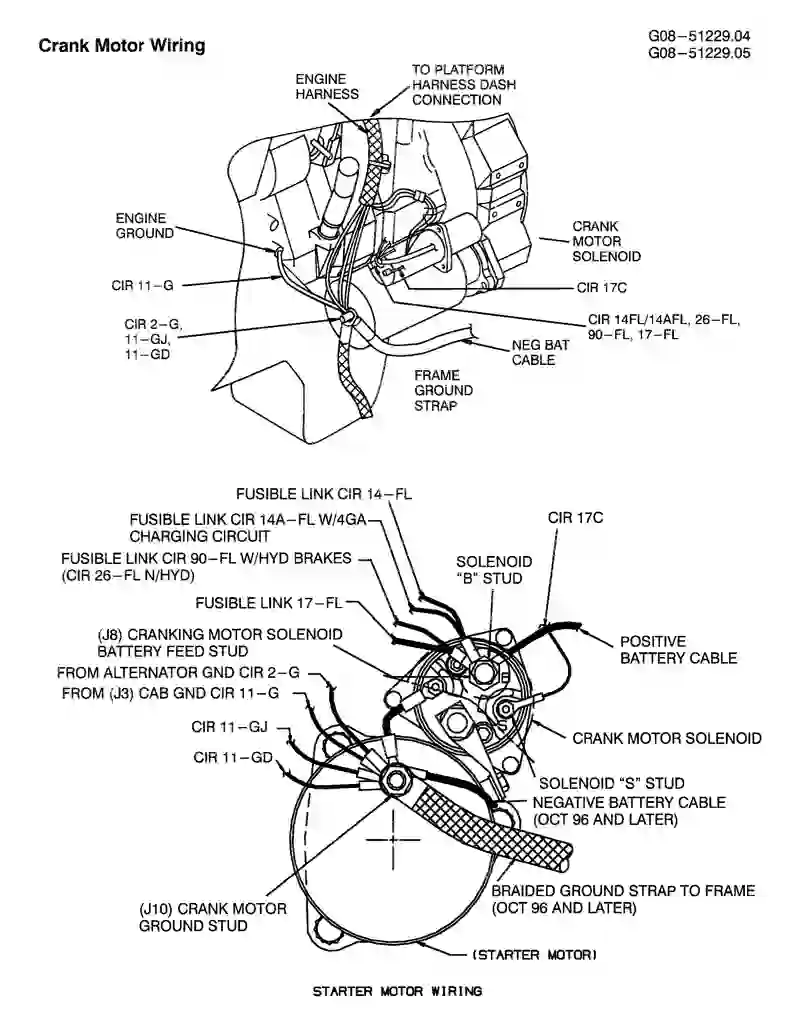 Crank Motor Wiring
G08-51229.04
G08-51229.05
ENGINE
HARNESS
TO PLATFORM
HARNESS DASH
CONNECTION
ENGINE
GROUND
CRANK
MOTOR
SOLENOID
CIR 11-G
CIR 17C
CIR 2-G,
11-GJ,
11-GD
CIR 14FL/14AFL, 26-FL,
90-FL, 17-FL
NEG BAT
CABLE
FRAME
GROUND
STRAP
FUSIBLE LINK CIR 14-FL
FUSIBLE LINK CIR 14A-FL W/4GA
CHARGING CIRCUIT
CIR 17C
FUSIBLE LINK CIR 90-FL W/HYD BRAKES
(CIR 26-FL N/HYD)
SOLENOID
"B" STUD
FUSIBLE LINK 17-FL
(J8) CRANKING MOTOR SOLENOID
BATTERY FEED STUD
POSITIVE
BATTERY CABLE
FROM ALTERNATOR GND CIR 2-G
FROM (J3) CAB GND CIR 11-G
CIR 11-GJ
CRANK MOTOR SOLENOID
CIR 11-GD
SOLENOID "S" STUD
NEGATIVE BATTERY CABLE
(OCT 96 AND LATER)
BRAIDED GROUND STRAP TO FRAME
(OCT 96 AND LATER)
(J10) CRANK MOTOR
GROUND STUD
(STARTER MOTOR)
STARTER MOTOR WIRING